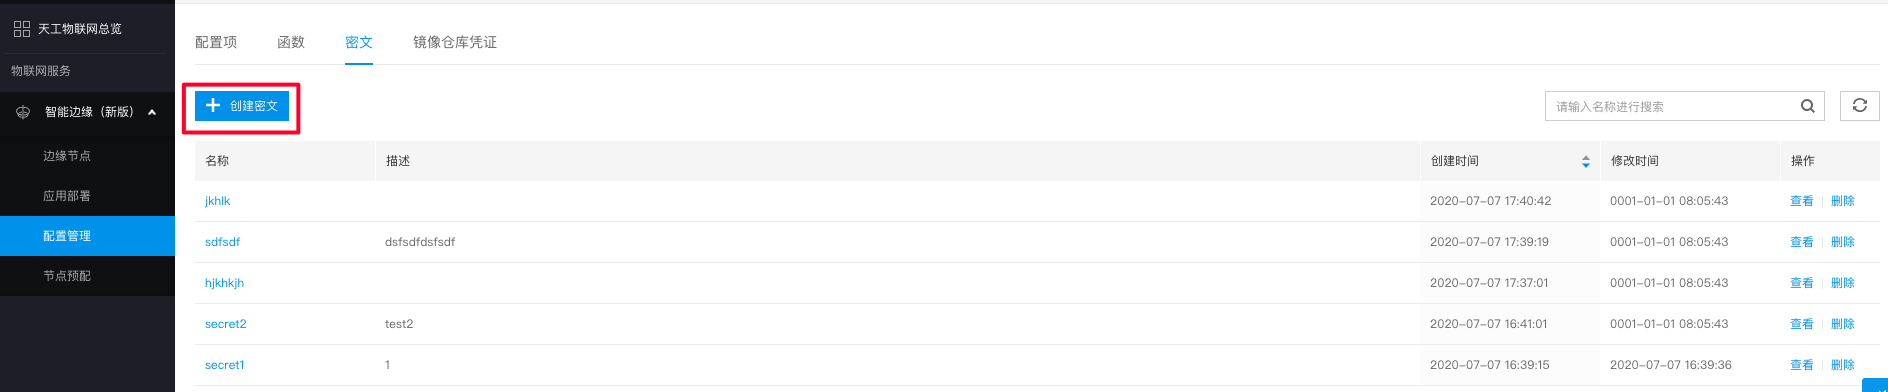 天工物联网总览
物联网服务
智能边缘（新版）
边缘节点
应用部署
配置管理
节点预配
配置项 函数 密文 镜像仓库凭证
创建密文 请输入名称进行搜索
名称 描述 创建时间 修改时间 操作
jkhlk 2020-07-07 17:40:42 0001-01-01 08:05:43 查看 删除
sdfsdf dsfsdfdsfsdf 2020-07-07 17:39:19 0001-01-01 08:05:43 查看 删除
hjkhkjh 2020-07-07 17:37:01 0001-01-01 08:05:43 查看 删除
secret2 test2 2020-07-07 16:41:01 0001-01-01 08:05:43 查看 删除
secret1 1 2020-07-07 16:39:15 2020-07-07 16:39:36 查看 删除